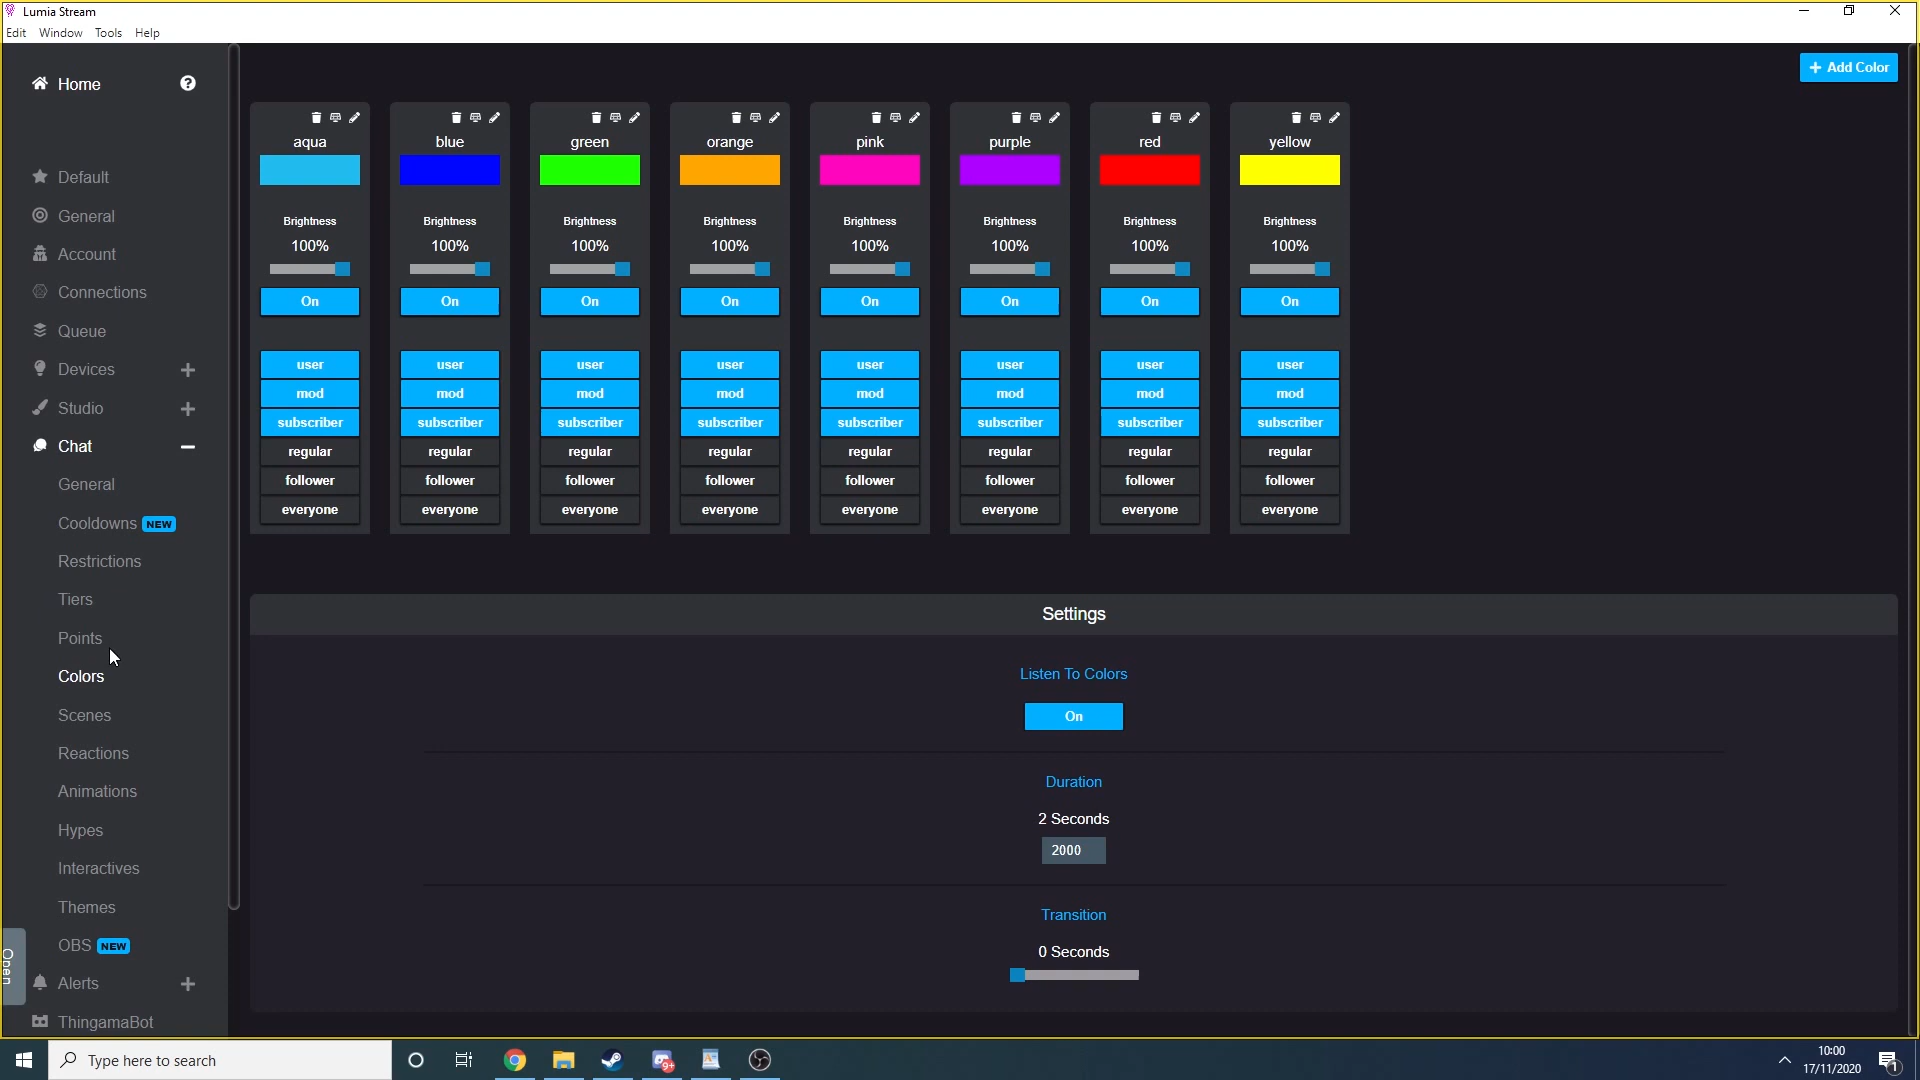 Lumia Stream
Edit Window Tools Help
Home
Default
General
Account
Connections
Queue
Devices
Studio
Chat
General
Cooldowns NEW
Restrictions
Tiers
Points
Colors
Scenes
Reactions
Animations
Hypes
Interactives
Themes
OBS NEW
Alerts
ThingamaBot
Open
+ Add Color
aqua blue green orange pink purple red yellow
Brightness Brightness Brightness Brightness Brightness Brightness Brightness Brightness
100% 100% 100% 100% 100% 100% 100% 100%
On On On On On On On On
user user user user user user user user
mod mod mod mod mod mod mod mod
subscriber subscriber subscriber subscriber subscriber subscriber subscriber subscriber
regular regular regular regular regular regular regular regular
follower follower follower follower follower follower follower follower
everyone everyone everyone everyone everyone everyone everyone everyone
Settings
Listen To Colors
On
Duration
2 Seconds
2000
Transition
0 Seconds
Type here to search
10:00
17/11/2020